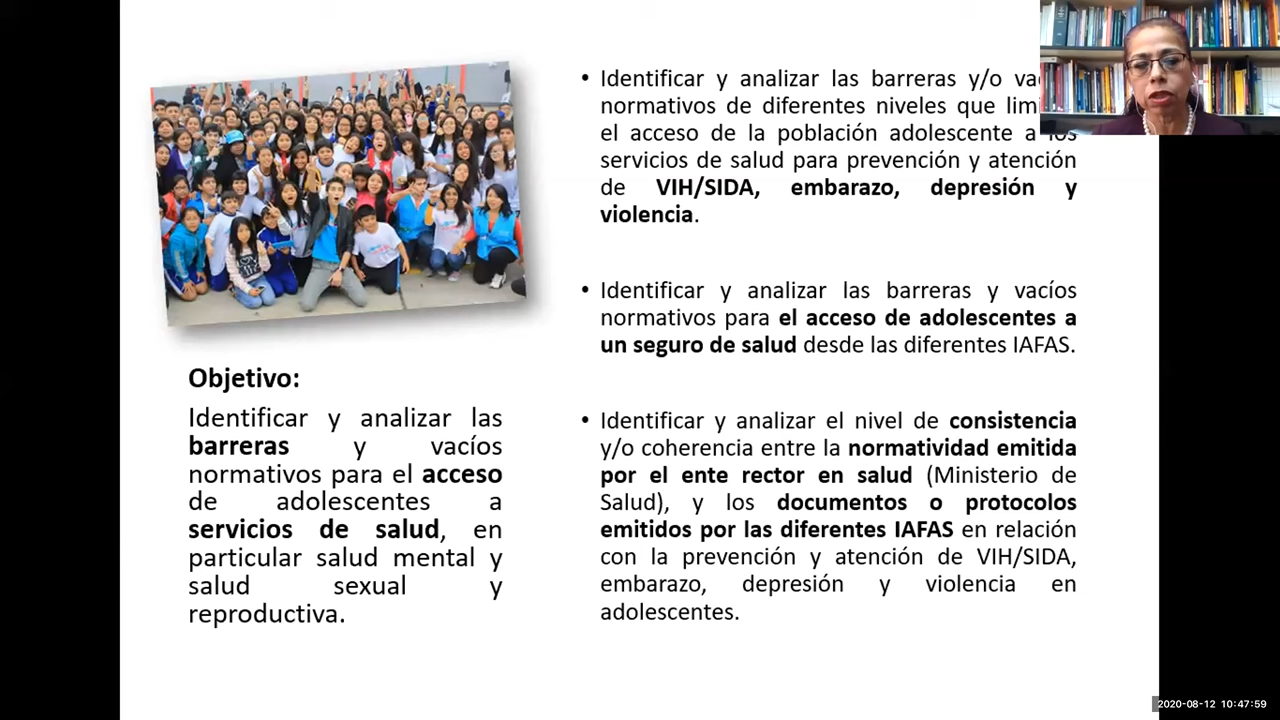 Objetivo:
Identificar y analizar las
barreras y vacíos
normativos para el acceso
de adolescentes a
servicios de salud, en
particular salud mental y
salud sexual y
reproductiva.
• Identificar y analizar las barreras y/o
normativos de diferentes niveles que
el acceso de la población adolescente a los
servicios de salud para prevención y atención
de VIH/SIDA, embarazo, depresión y
violencia.
• Identificar y analizar las barreras y vacíos
normativos para el acceso de adolescentes a
un seguro de salud desde las diferentes IAFAS.
• Identificar y analizar el nivel de consistencia
y/o coherencia entre la normatividad emitida
por el ente rector en salud (Ministerio de
Salud), y los documentos o protocolos
emitidos por las diferentes IAFAS en relación
con la prevención y atención de VIH/SIDA,
embarazo, depresión y violencia en
adolescentes.
2020-08-12 10:47:59